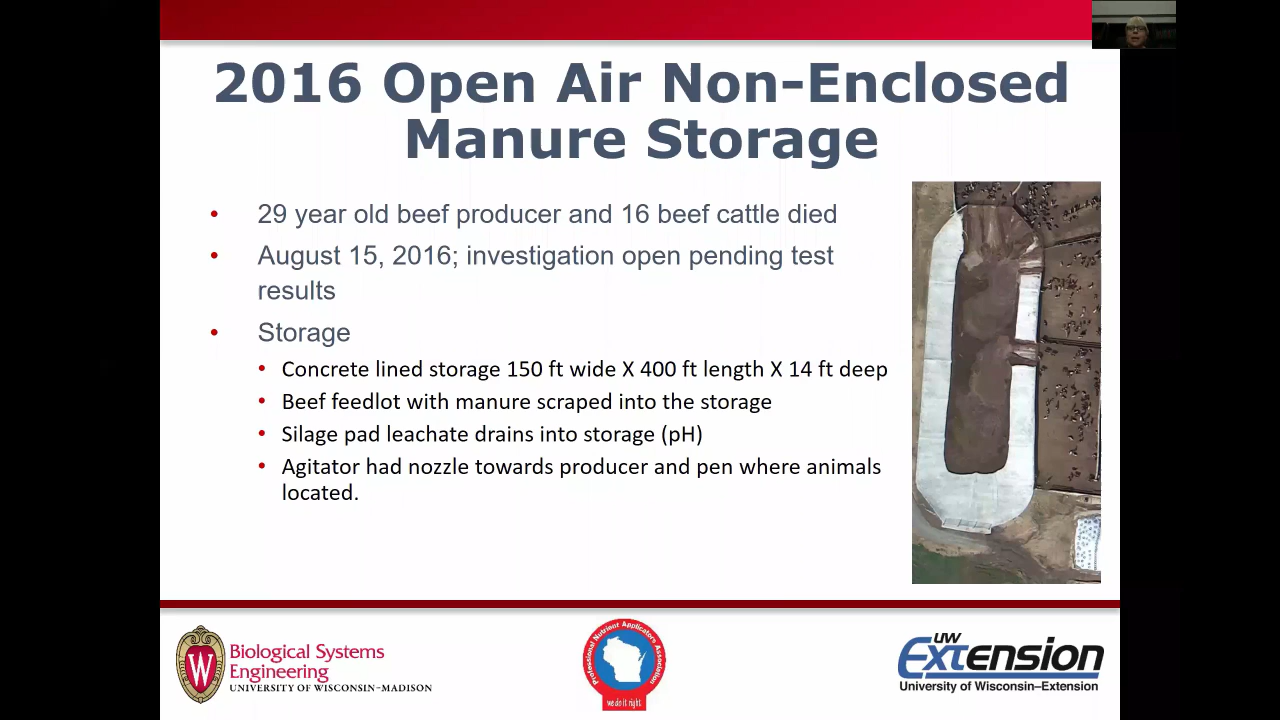 2016 Open Air Non-Enclosed
Manure Storage
• 29 year old beef producer and 16 beef cattle died
• August 15, 2016; investigation open pending test
results
• Storage
• Concrete lined storage 150 ft wide X 400 ft length X 14 ft deep
• Beef feedlot with manure scraped into the storage
• Silage pad leachate drains into storage (pH)
• Agitator had nozzle towards producer and pen where animals
located.
W
Biological Systems
Engineering
UNIVERSITY OF WISCONSIN–MADISON
Professional Nutrient Applicators Association
we do it right
UW
Extension
University of Wisconsin–Extension